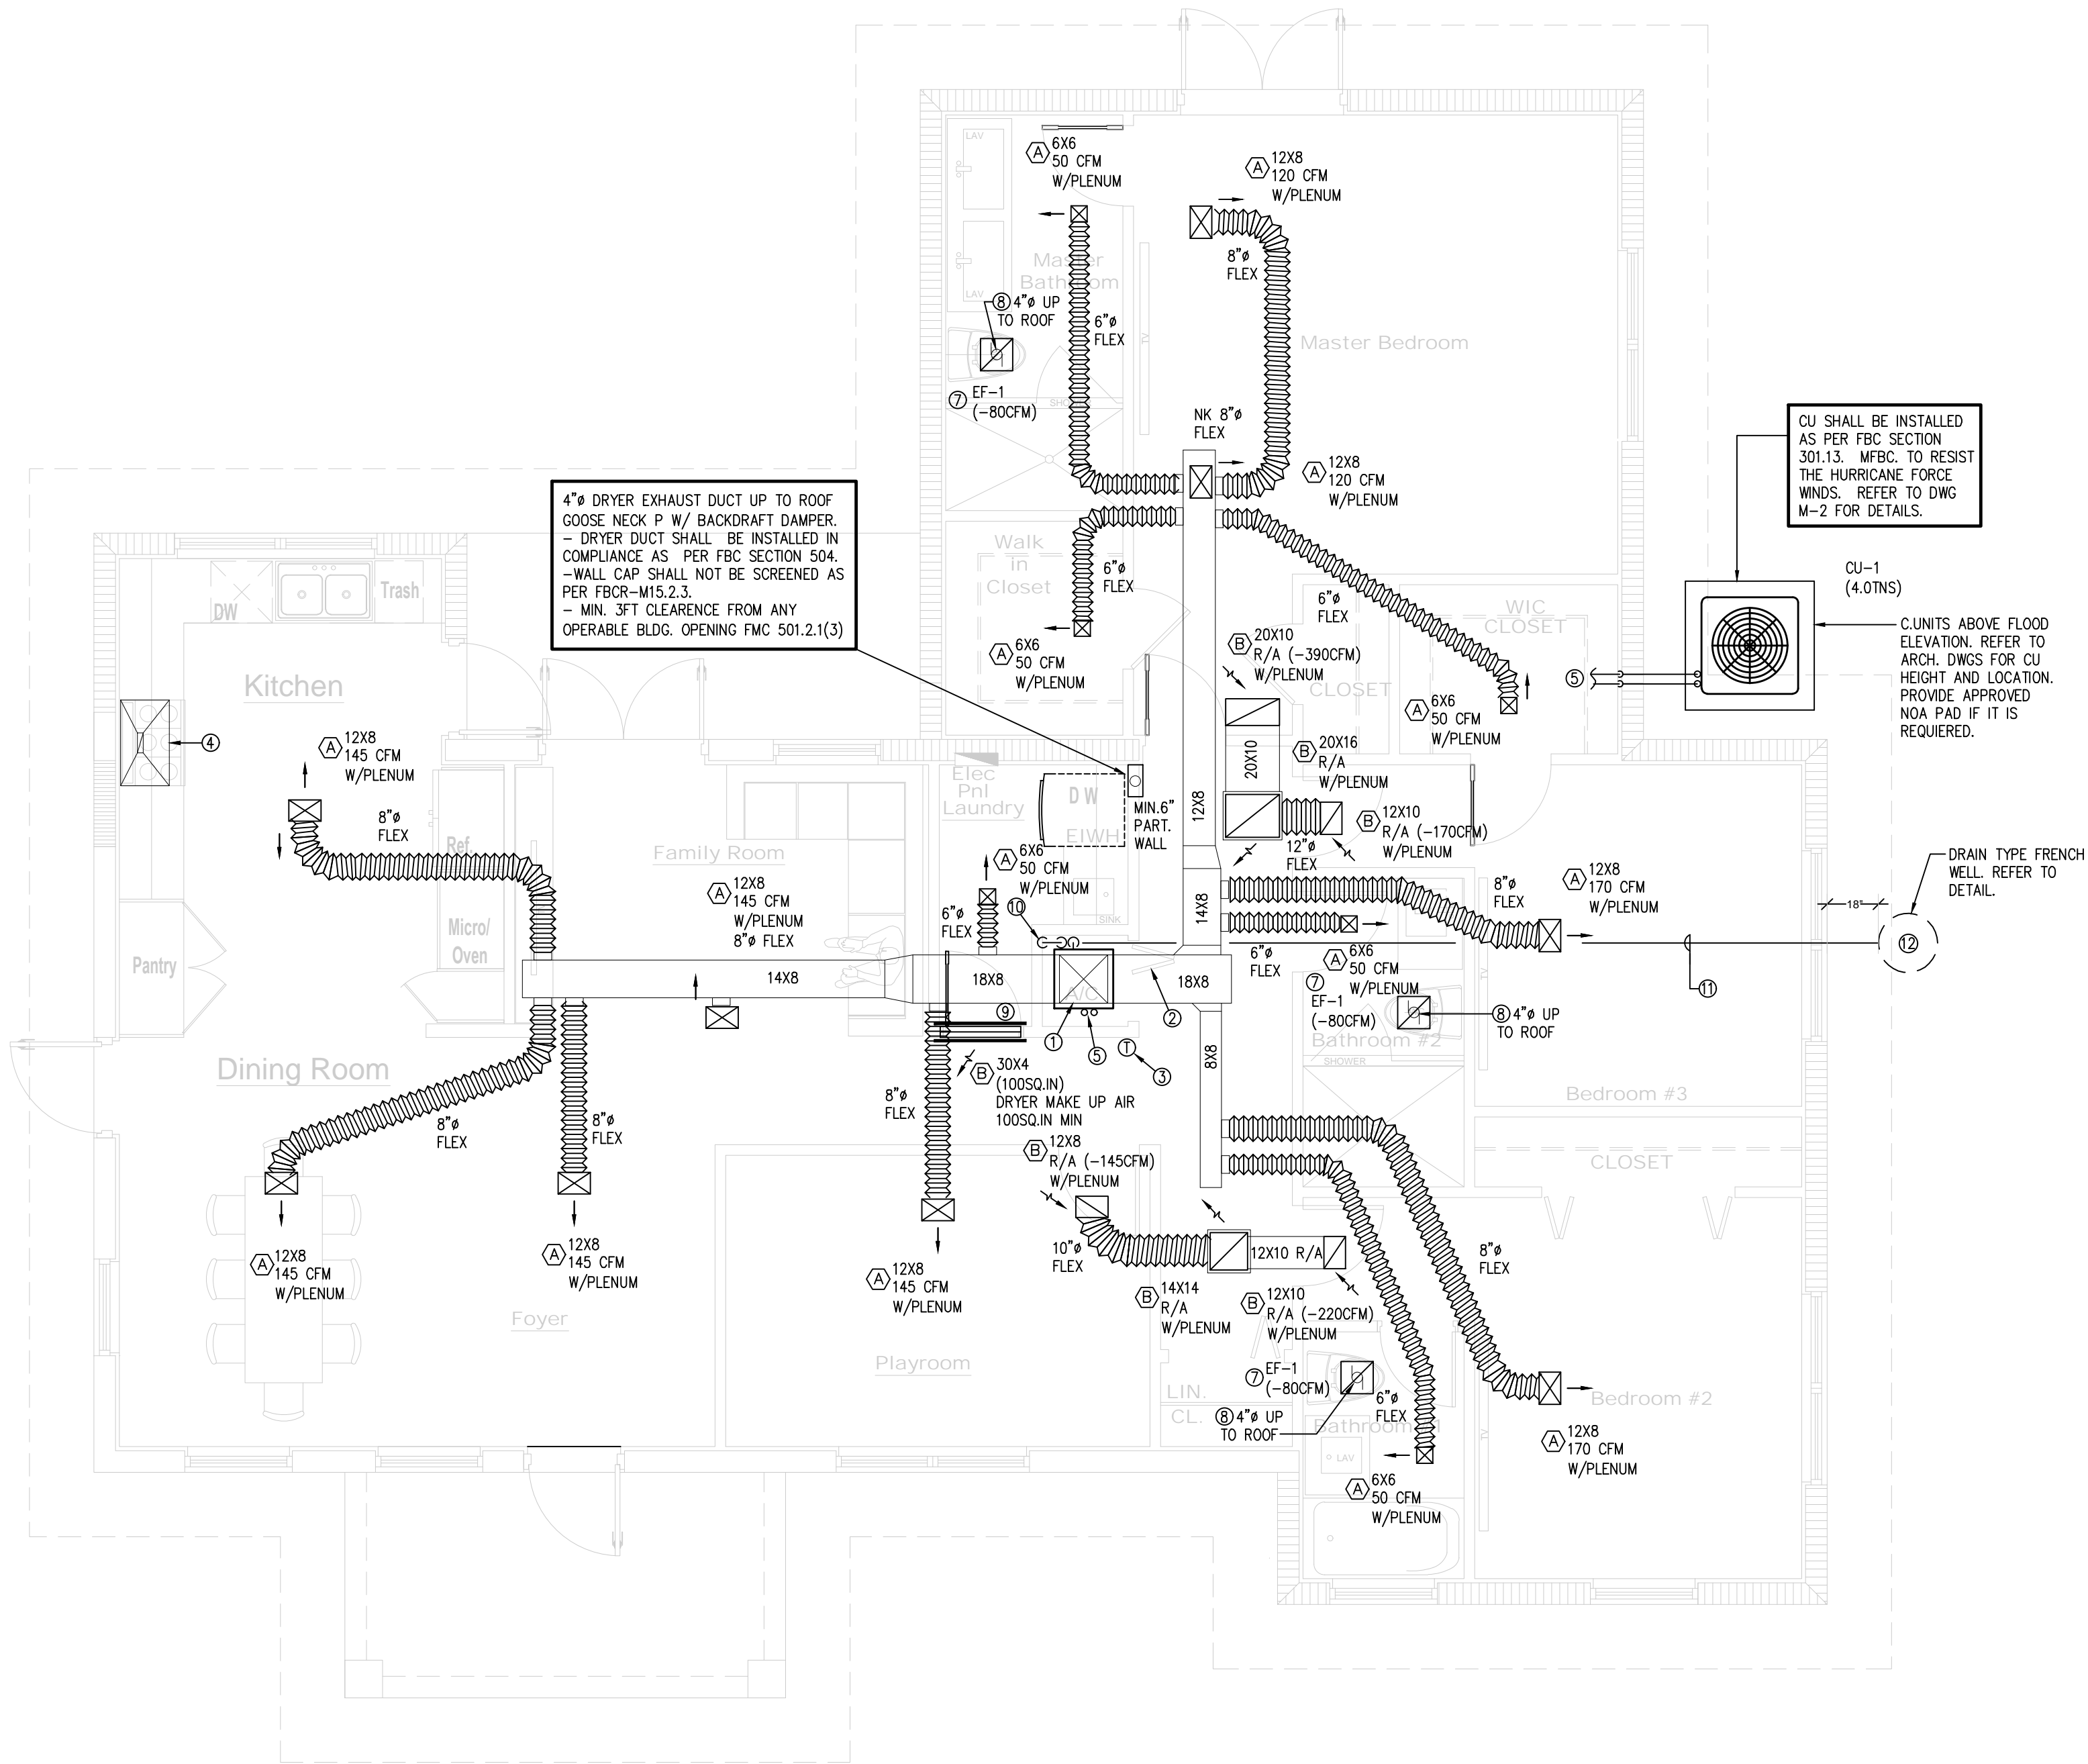 LAV
6X6
A
50 CFM
W/PLENUM
12X8
A
120 CFM
W/PLENUM
8"ø
FLEX
Master
Bathroom
LAV
⑧ 4"ø UP
TO ROOF
6"ø
FLEX
TV
Master Bedroom
⑦ EF-1
(-80CFM)
NK 8"ø
FLEX
12X8
A
120 CFM
W/PLENUM
CU SHALL BE INSTALLED
AS PER FBC SECTION
301.13. MFBC. TO RESIST
THE HURRICANE FORCE
WINDS. REFER TO DWG
M-2 FOR DETAILS.
4"ø DRYER EXHAUST DUCT UP TO ROOF
GOOSE NECK P W/ BACKDRAFT DAMPER.
- DRYER DUCT SHALL BE INSTALLED IN
COMPLIANCE AS PER FBC SECTION 504.
-WALL CAP SHALL NOT BE SCREENED AS
PER FBCR-M15.2.3.
- MIN. 3FT CLEARENCE FROM ANY
OPERABLE BLDG. OPENING FMC 501.2.1(3)
Walk
In
Closet
6"ø
FLEX
6"ø
FLEX
WIC
CLOSET
CU-1
(4.0TNS)
C.UNITS ABOVE FLOOD
ELEVATION. REFER TO
ARCH. DWGS FOR CU
HEIGHT AND LOCATION.
PROVIDE APPROVED
NOA PAD IF IT IS
REQUIERED.
⑤
DW
Trash
Kitchen
6X6
A
50 CFM
W/PLENUM
20X10
B
R/A (-390CFM)
W/PLENUM
CLOSET
6X6
A
50 CFM
W/PLENUM
④
12X8
A
145 CFM
W/PLENUM
20X10
20X16
B
R/A
W/PLENUM
Elec
Pnl
Laundry
D W
EIWH
MIN.6"
PART.
WALL
12X8
8"ø
FLEX
Ref.
Family Room
12X10
B
R/A (-170CFM)
W/PLENUM
12"ø
FLEX
6X6
A
50 CFM
W/PLENUM
SINK
12X8
A
145 CFM
W/PLENUM
8"ø FLEX
6"ø
FLEX
⑩
14X8
8"ø
FLEX
12X8
A
170 CFM
W/PLENUM
18"
DRAIN TYPE FRENCH
WELL. REFER TO
DETAIL.
⑫
Pantry
Micro/
Oven
14X8
18X8
A/C
18X8
6"ø
FLEX
6X6
A
50 CFM
W/PLENUM
TV
⑪
⑨
①
⑤
②
T
③
8X8
⑦
EF-1
(-80CFM)
⑧ 4"ø UP
TO ROOF
Bathroom #2
SHOWER
Bedroom #3
Dining Room
8"ø
FLEX
8"ø
FLEX
8"ø
FLEX
30X4
B
(100SQ.IN)
DRYER MAKE UP AIR
100SQ.IN MIN
12X8
B
R/A (-145CFM)
W/PLENUM
CLOSET
12X8
A
145 CFM
W/PLENUM
12X8
A
145 CFM
W/PLENUM
12X8
A
145 CFM
W/PLENUM
10"ø
FLEX
12X10 R/A
14X14
B
R/A
W/PLENUM
12X10
B
R/A (-220CFM)
W/PLENUM
8"ø
FLEX
Foyer
Playroom
⑦ EF-1
(-80CFM)
LIN.
CL.
⑧ 4"ø UP
TO ROOF
6"ø
FLEX
Bathroom
LAV
TV
Bedroom #2
12X8
A
170 CFM
W/PLENUM
6X6
A
50 CFM
W/PLENUM